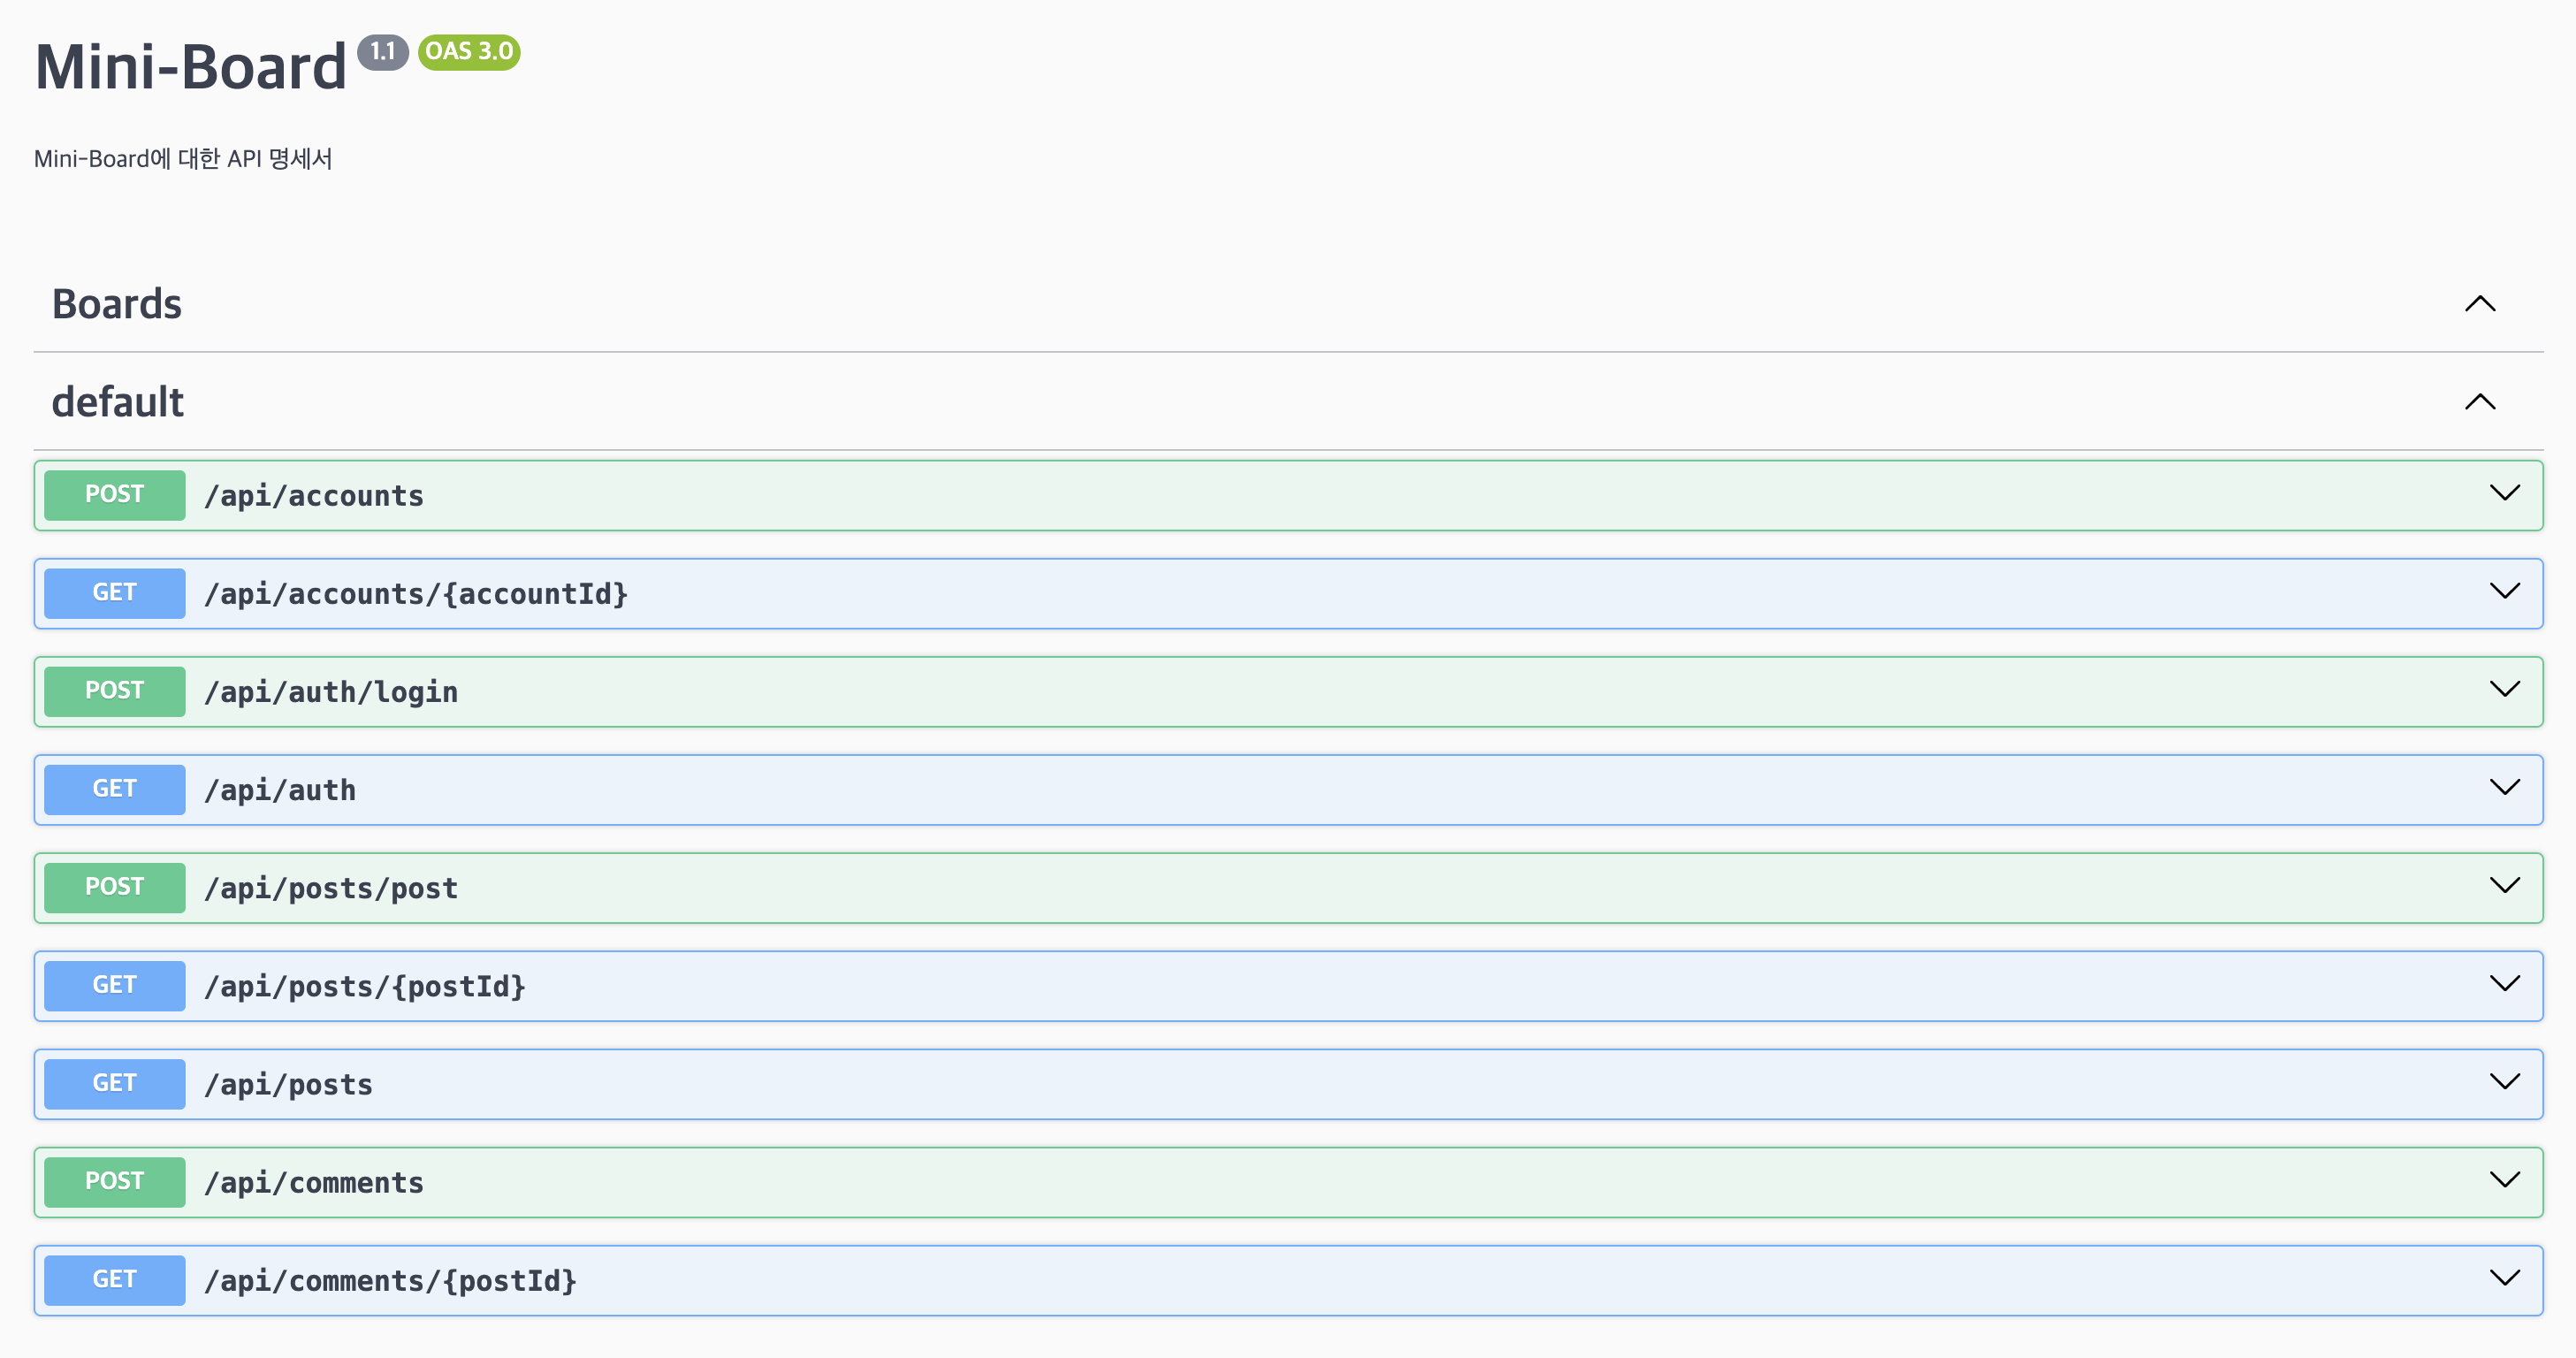 Mini-Board 1.1 OAS 3.0
Mini-Board에 대한 API 명세서
Boards
default
POST /api/accounts
GET /api/accounts/{accountId}
POST /api/auth/login
GET /api/auth
POST /api/posts/post
GET /api/posts/{postId}
GET /api/posts
POST /api/comments
GET /api/comments/{postId}